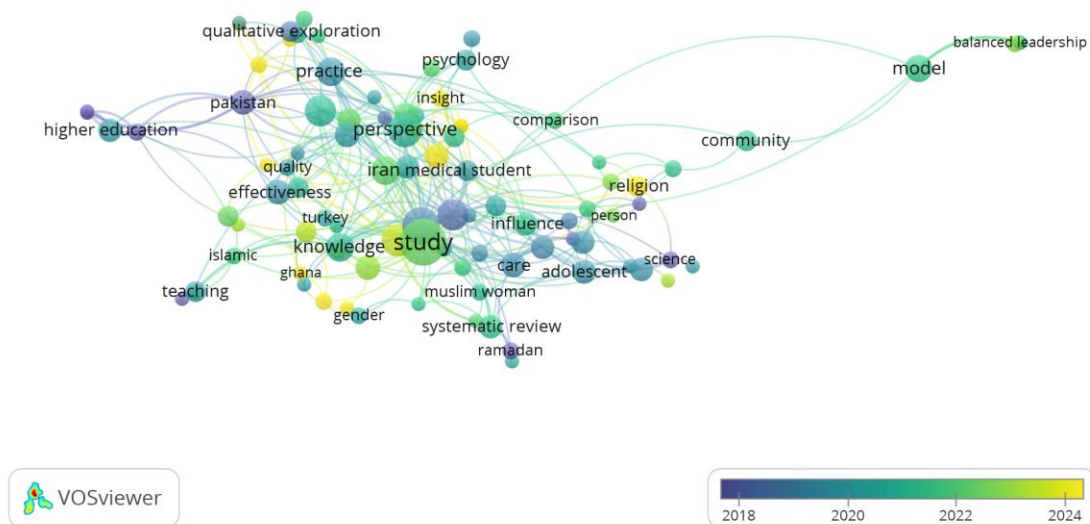 qualitative exploration
balanced leadership
psychology
model
practice
insight
pakistan
comparison
higher education
perspective
community
quality
iran medical student
effectiveness
religion
turkey
influence
person
study
knowledge
islamic
science
ghana
care
adolescent
teaching
muslim woman
gender
systematic review
ramadan
VOSviewer
2018 2020 2022 2024